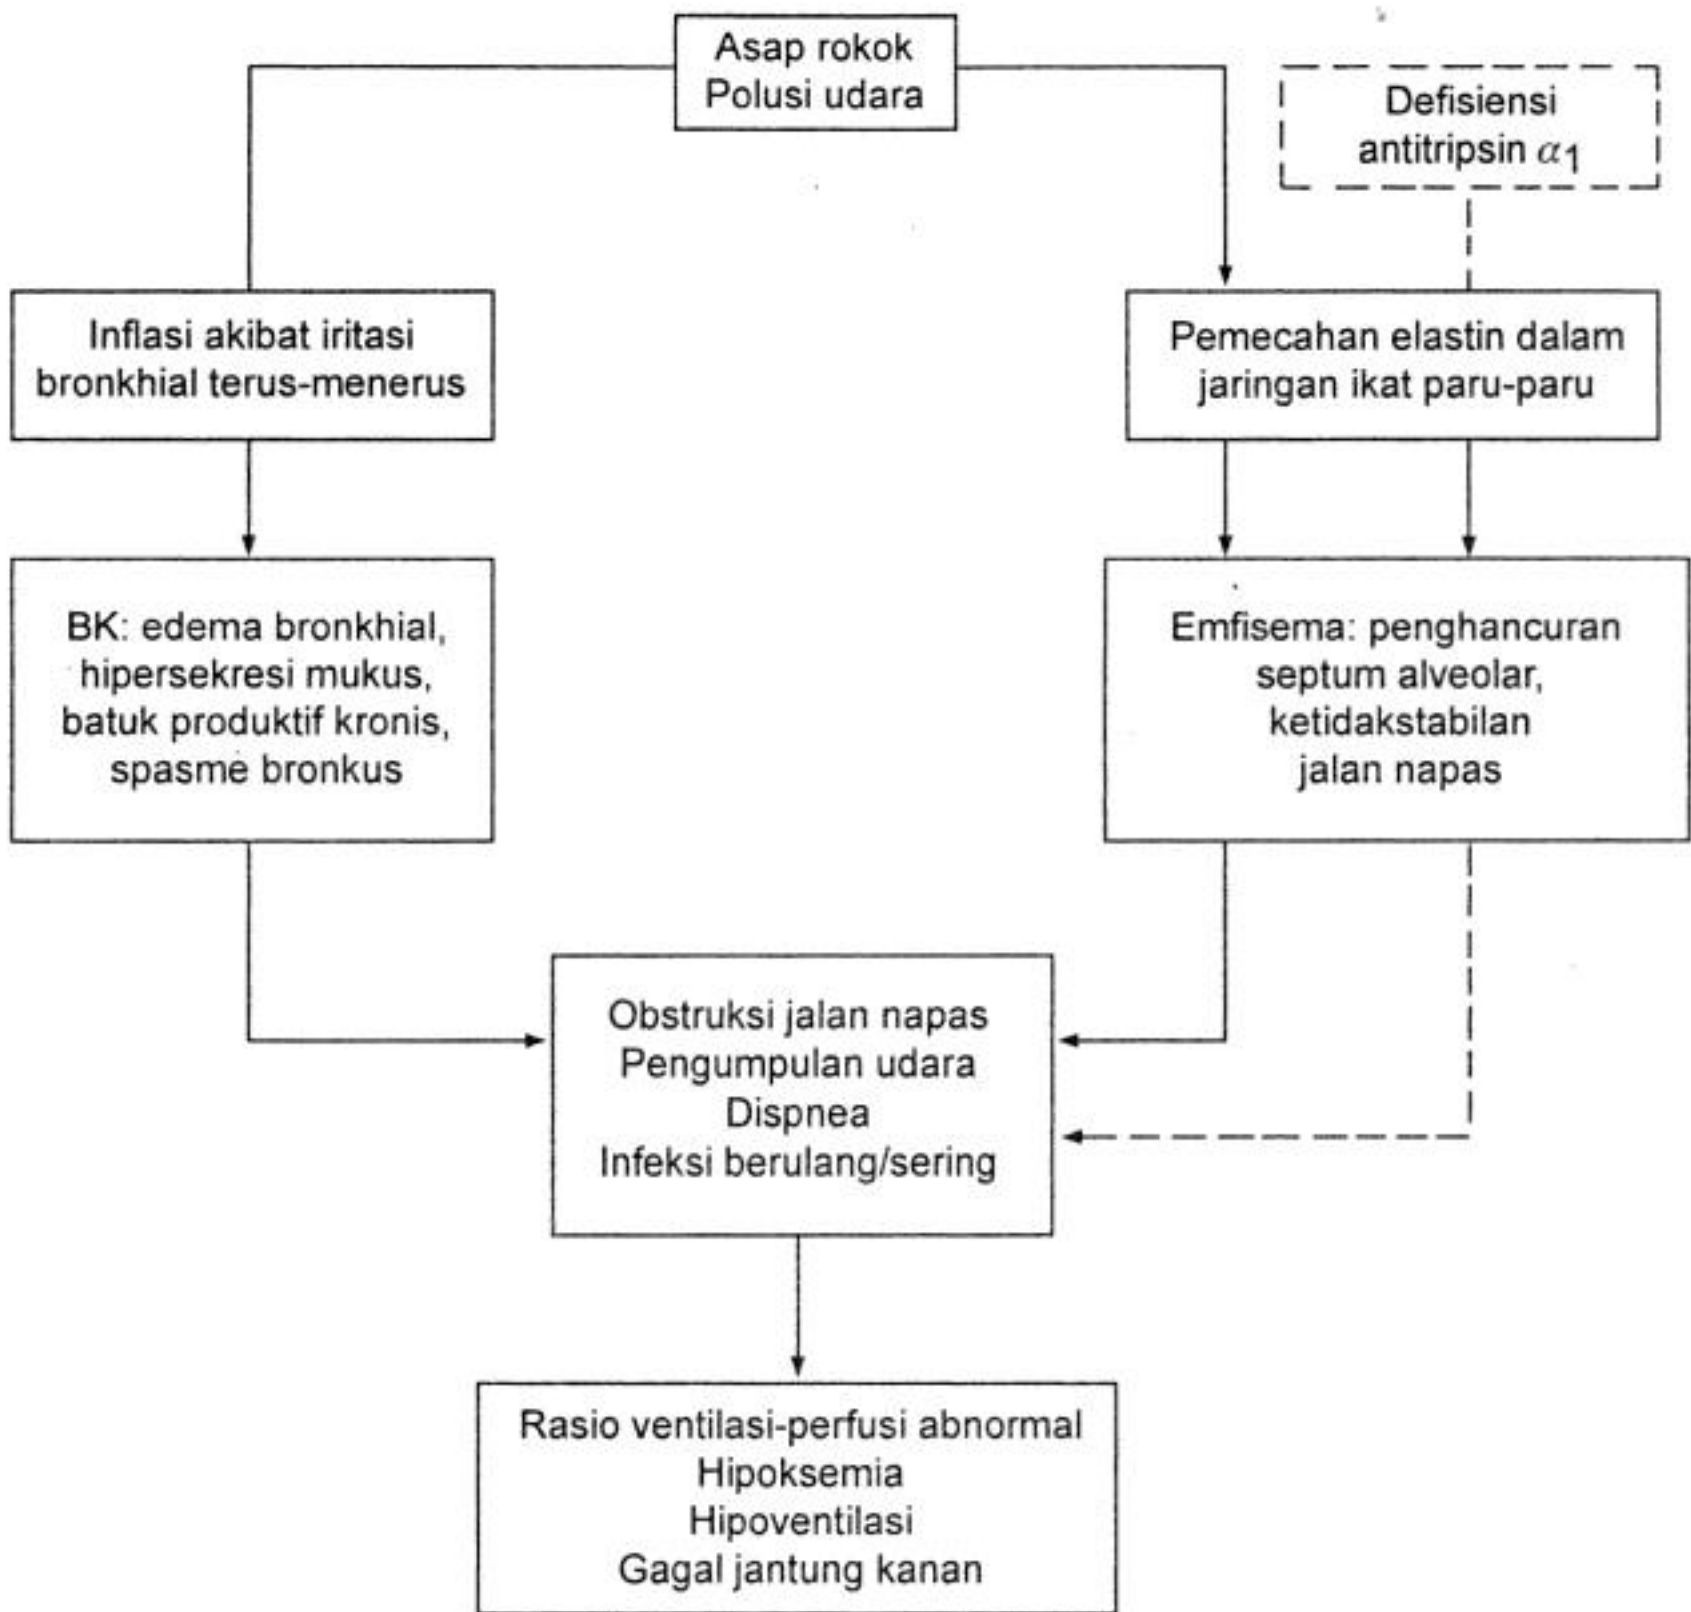 Asap rokok
Polusi udara
Defisiensi
antitripsin α1
Inflasi akibat iritasi
bronkhial terus-menerus
Pemecahan elastin dalam
jaringan ikat paru-paru
BK: edema bronkhial,
hipersekresi mukus,
batuk produktif kronis,
spasme bronkus
Emfisema: penghancuran
septum alveolar,
ketidakstabilan
jalan napas
Obstruksi jalan napas
Pengumpulan udara
Dispnea
Infeksi berulang/sering
Rasio ventilasi-perfusi abnormal
Hipoksemia
Hipoventilasi
Gagal jantung kanan